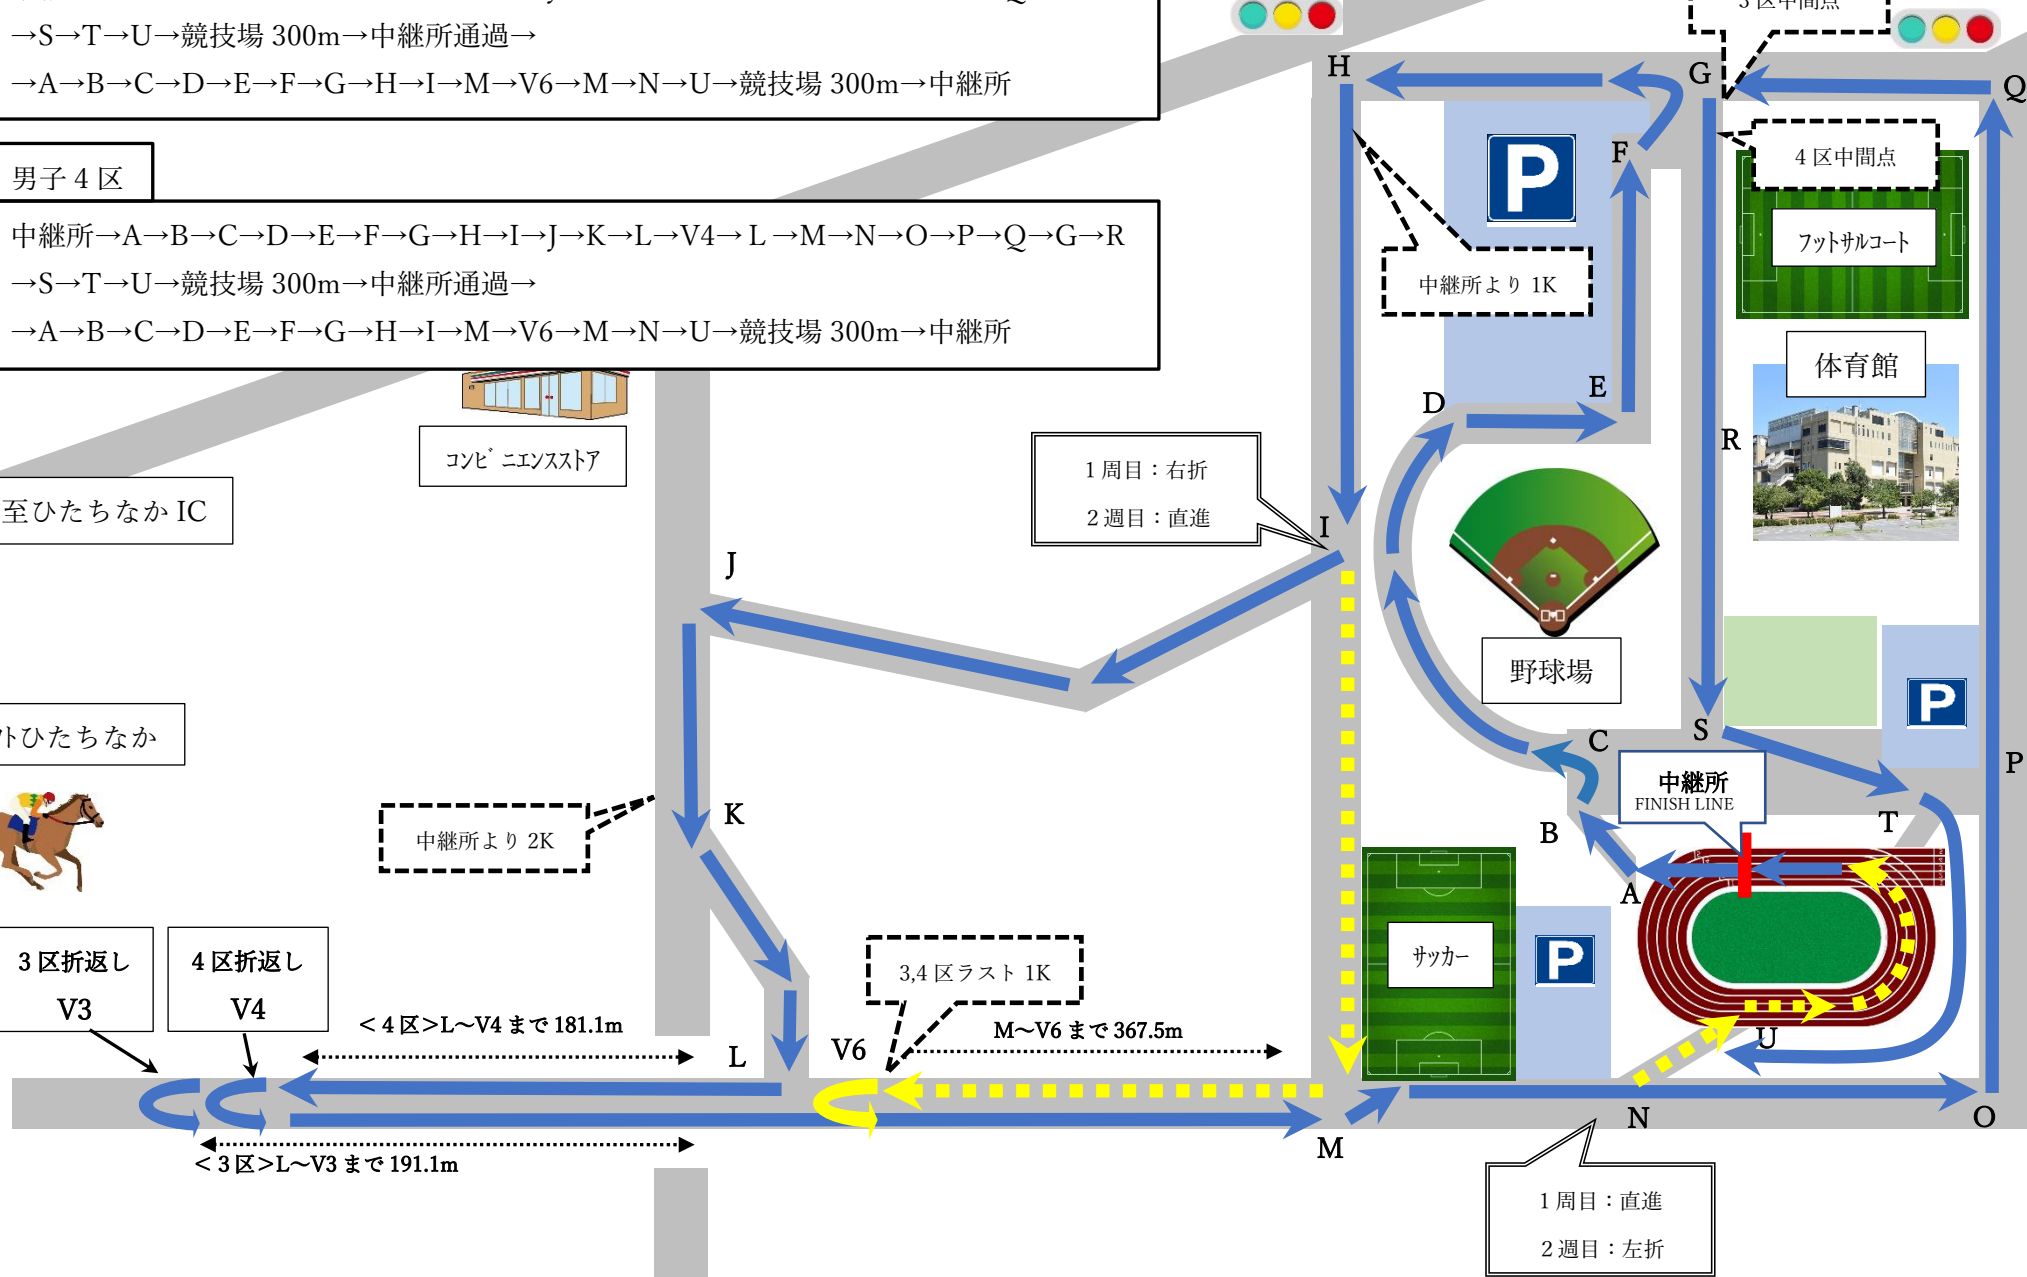 →S→T→U→競技場 300m→中継所通過→
→A→B→C→D→E→F→G→H→I→M→V6→M→N→U→競技場 300m→中継所
男子４区
中継所→A→B→C→D→E→F→G→H→I→J→K→L→V4→ L →M→N→O→P→Q→G→R
→S→T→U→競技場 300m→中継所通過→
→A→B→C→D→E→F→G→H→I→M→V6→M→N→U→競技場 300m→中継所
H
G
Q
P
F
4 区中間点
フットサルコート
中継所より 1K
体育館
D
E
R
コンビニエンスストア
1 周目：右折
2 週目：直進
至ひたちなか IC
I
J
野球場
P
トひたちなか
S
C
P
中継所
FINISH LINE
K
中継所より 2K
B
T
A
3 区折返し
V3
4 区折返し
V4
3,4 区ラスト 1K
サッカー
P
＜4 区＞L～V4 まで 181.1m
M～V6 まで 367.5m
L
V6
U
N
O
M
＜3 区＞L～V3 まで 191.1m
1 周目：直進
2 週目：左折